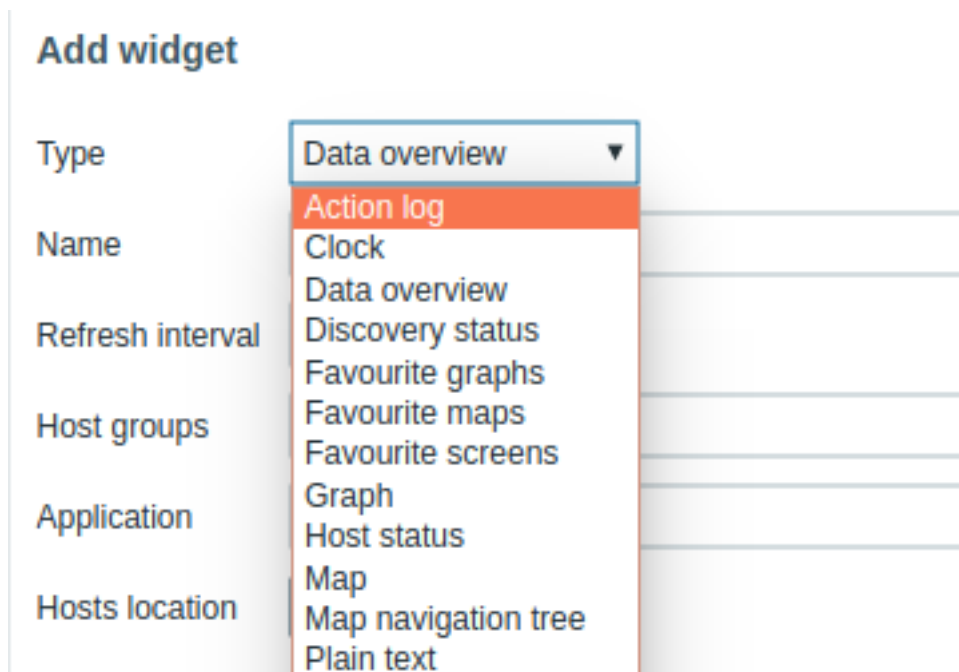 Add widget
Type
Data overview ▼
Action log
Name
Clock
Data overview
Refresh interval
Discovery status
Favourite graphs
Host groups
Favourite maps
Favourite screens
Application
Graph
Host status
Hosts location
Map
Map navigation tree
Plain text